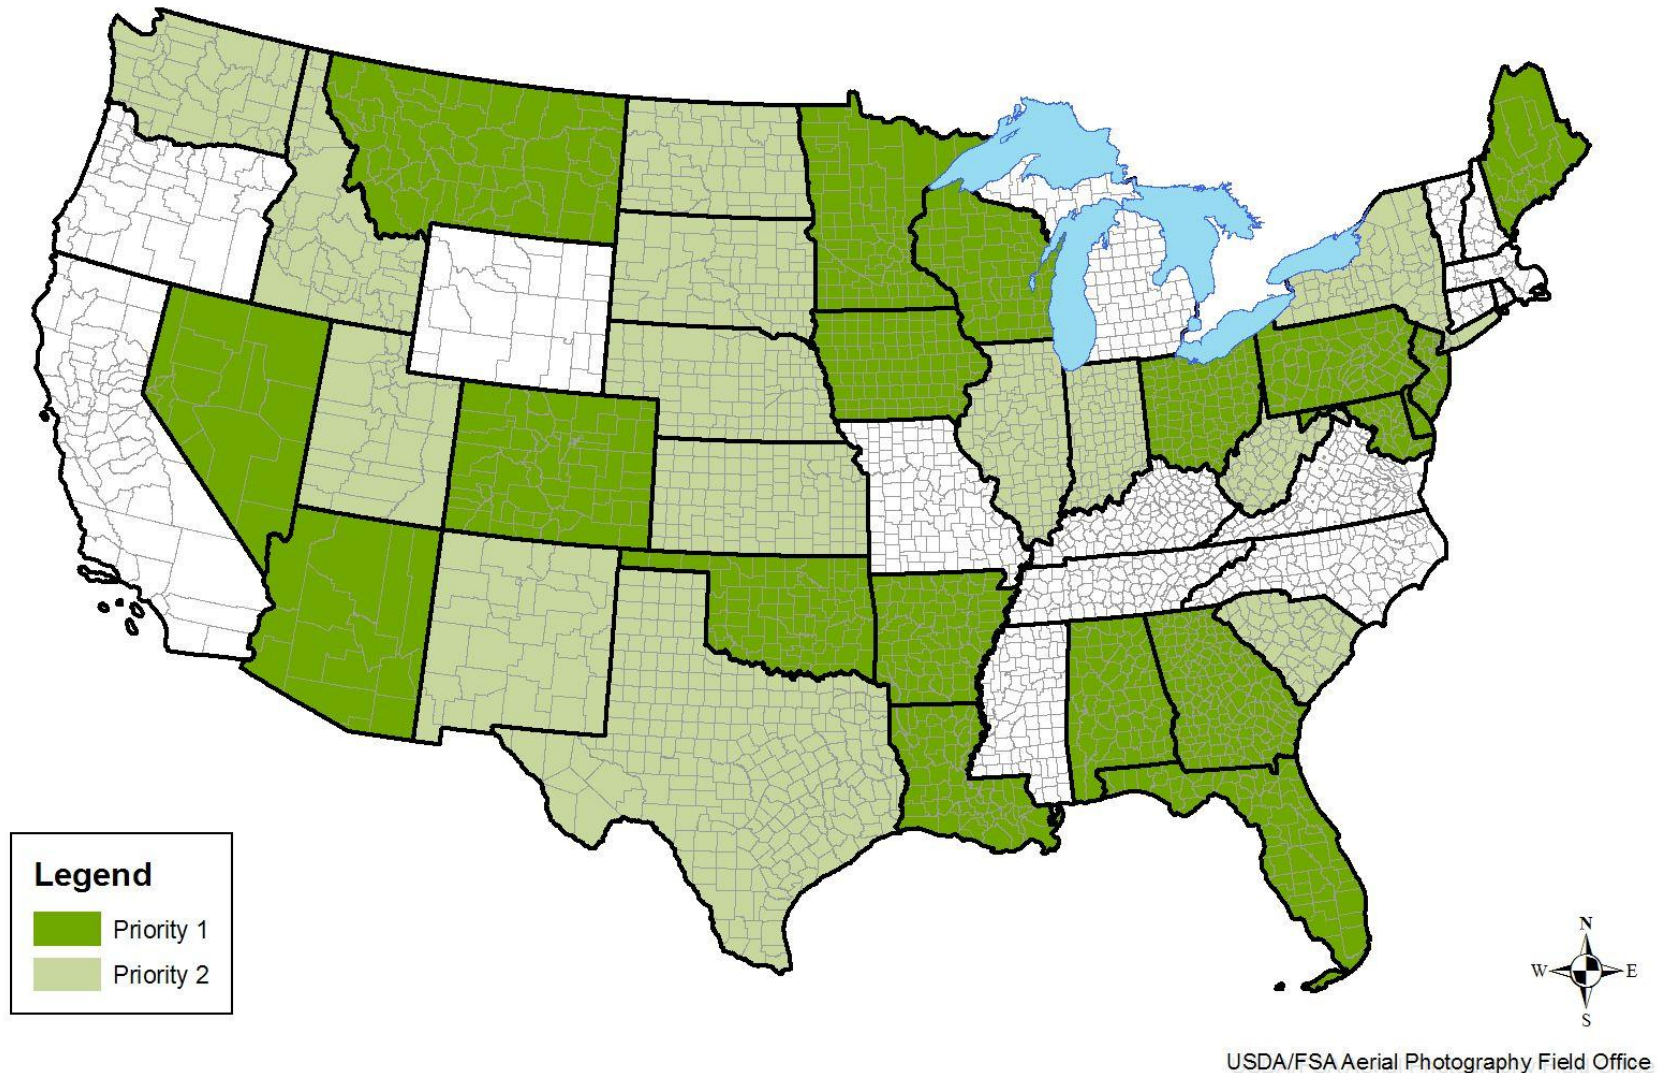 Legend
Priority 1
Priority 2
N
W E
S
USDA/FSA Aerial Photography Field Office